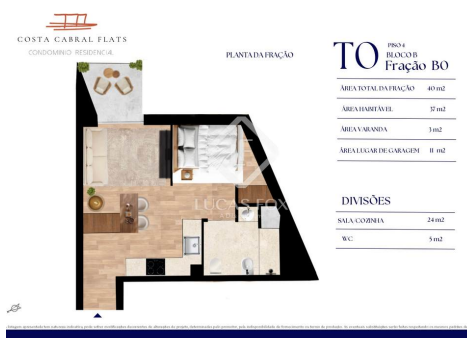 COSTA CABRAL FLATS
CONDOMÍNIO RESIDENCIAL
PLANTA DA FRAÇÃO
T0
PISO 4
BLOCO B
Fração B0
ÁREA TOTAL DA FRAÇÃO 40 m2
ÁREA HABITÁVEL 37 m2
ÁREA VARANDA 3 m2
ÁREA LUGAR DE GARAGEM 11 m2
LUCAS FOX
DIVISÕES
SALA/COZINHA 24 m2
WC 5 m2